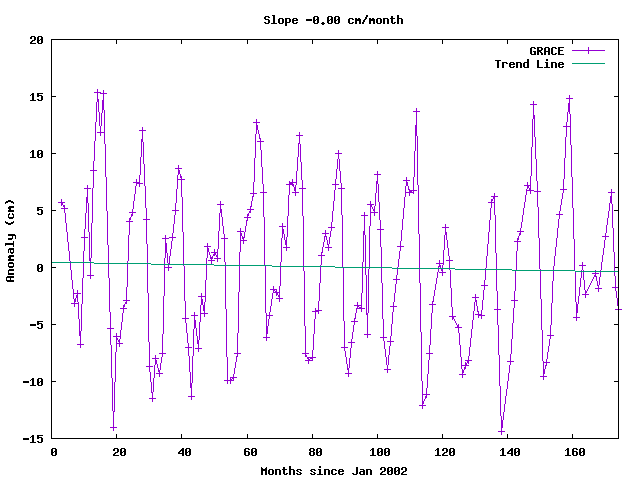 Slope -0.00 cm/month
GRACE
Trend Line
20
15
10
5
0
-5
-10
-15
Anomaly (cm)
0 20 40 60 80 100 120 140 160
Months since Jan 2002